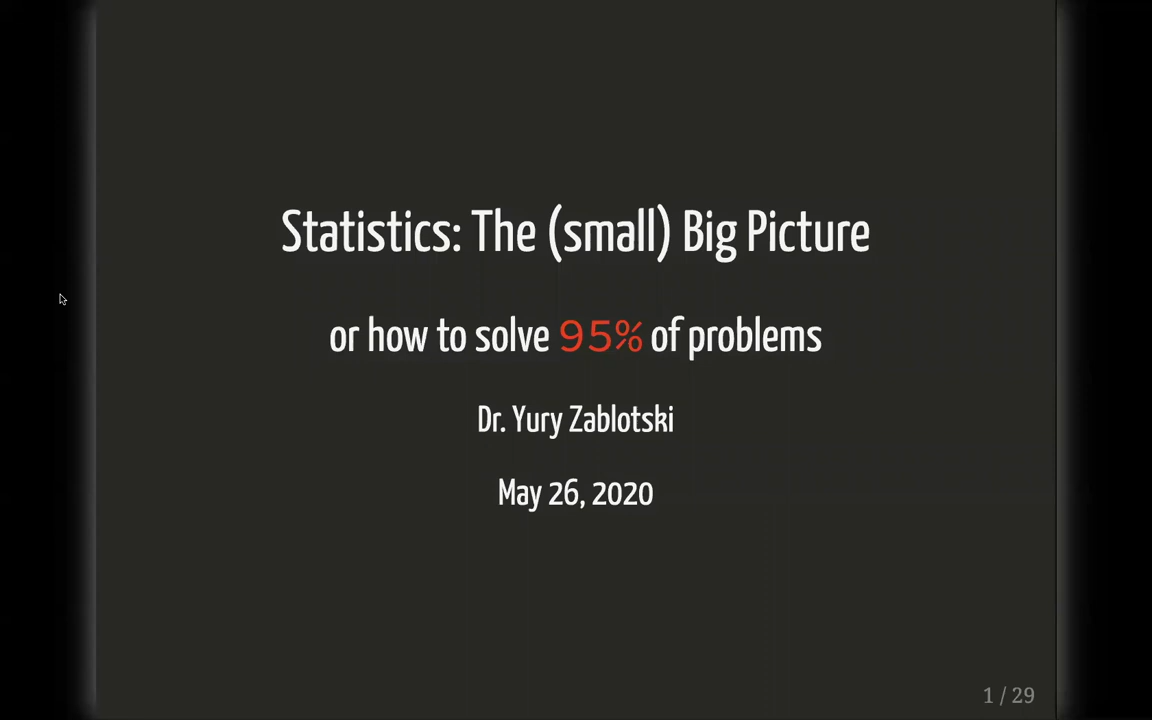 Statistics: The (small) Big Picture
or how to solve 95% of problems
Dr. Yury Zablotski
May 26, 2020
1 / 29